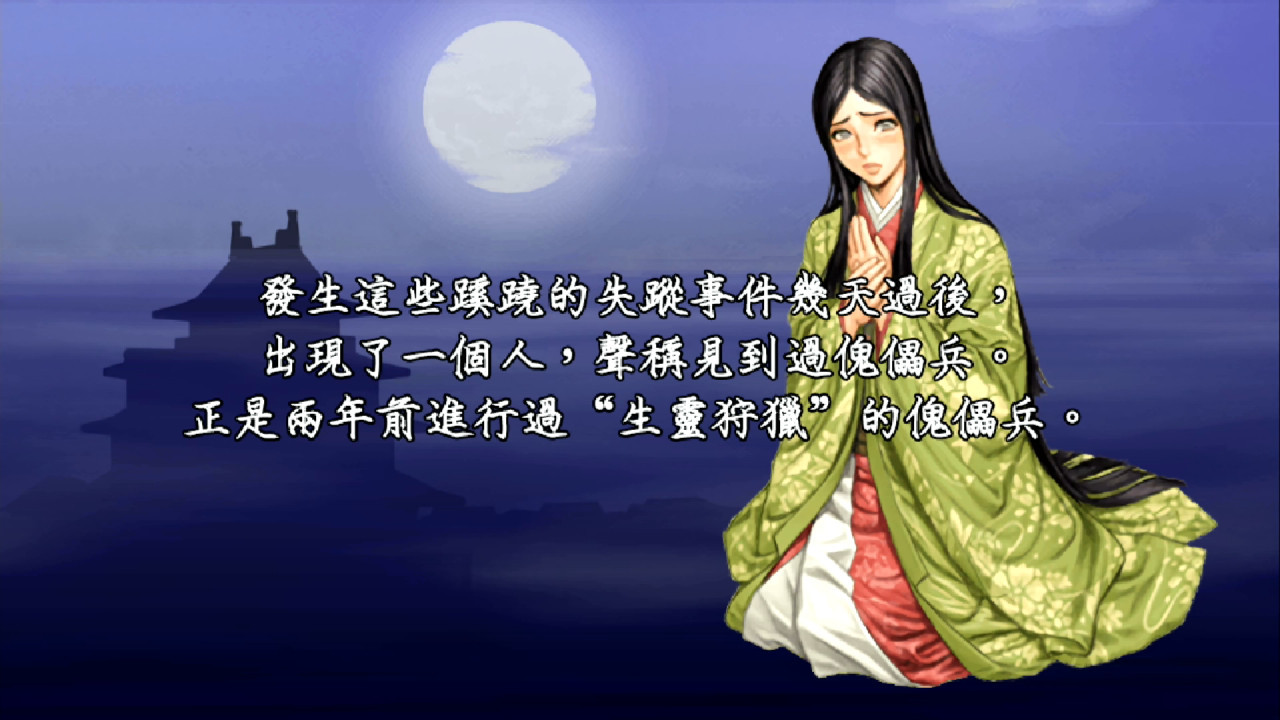 發生這些蹊蹺的失蹤事件幾天過後，
出現了一個人，聲稱見到過傀儡兵。
正是兩年前進行過“生靈狩獵”的傀儡兵。